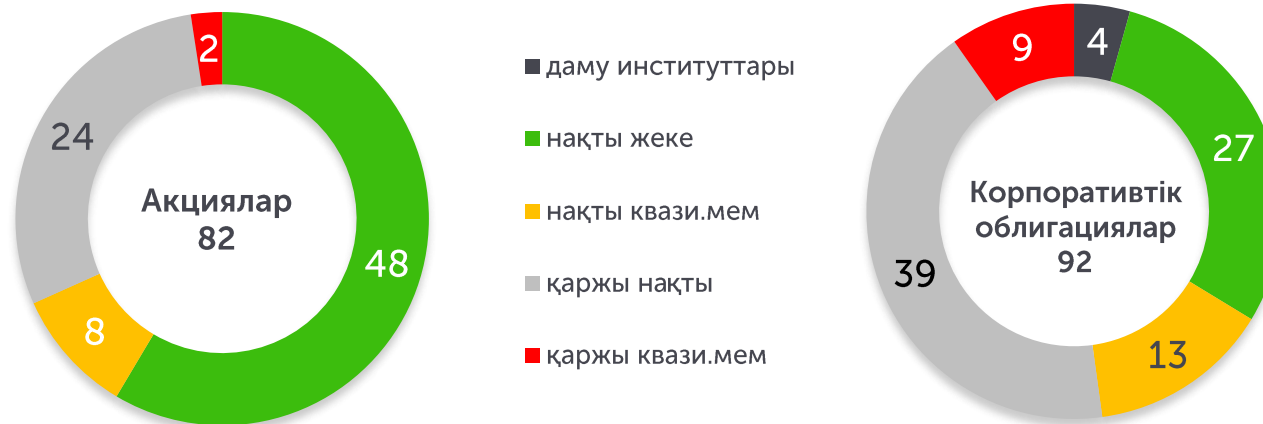 2
24
Акциялар
82
48
8
даму институттары
нақты жеке
нақты квази.мем
қаржы нақты
қаржы квази.мем
9
4
27
Корпоративтік
облигациялар
92
39
13